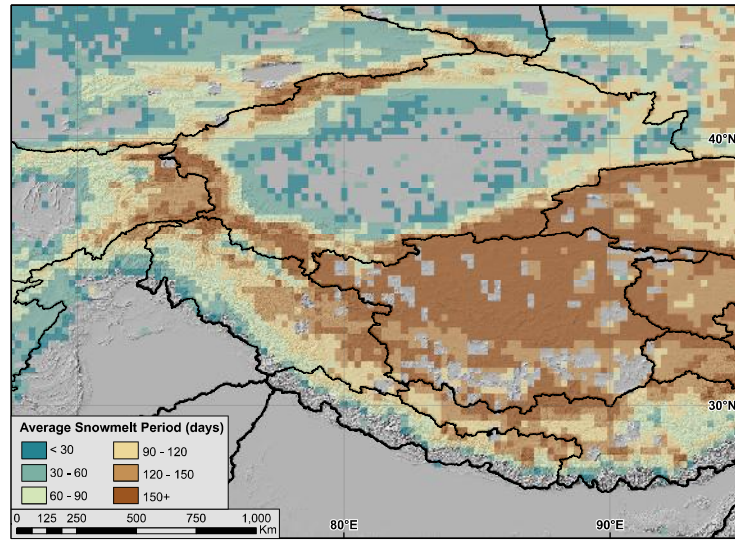 40°N
30°N
Average Snowmelt Period (days)
< 30
90 - 120
30 - 60
120 - 150
60 - 90
150+
0 125 250 500 750 1,000
Km
80°E
90°E